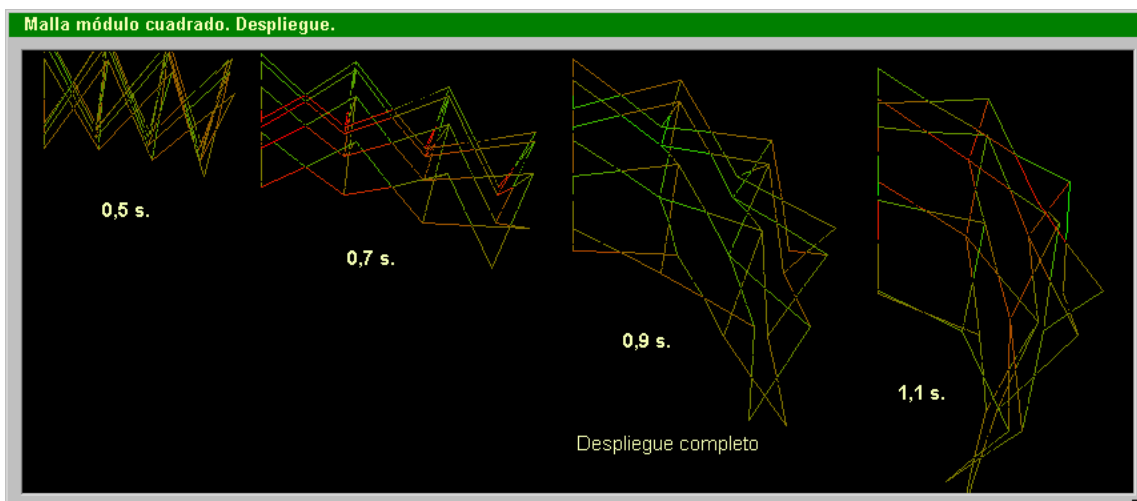 Malla módulo cuadrado. Despliegue.
0,5 s.
0,7 s.
0,9 s.
1,1 s.
Despliegue completo